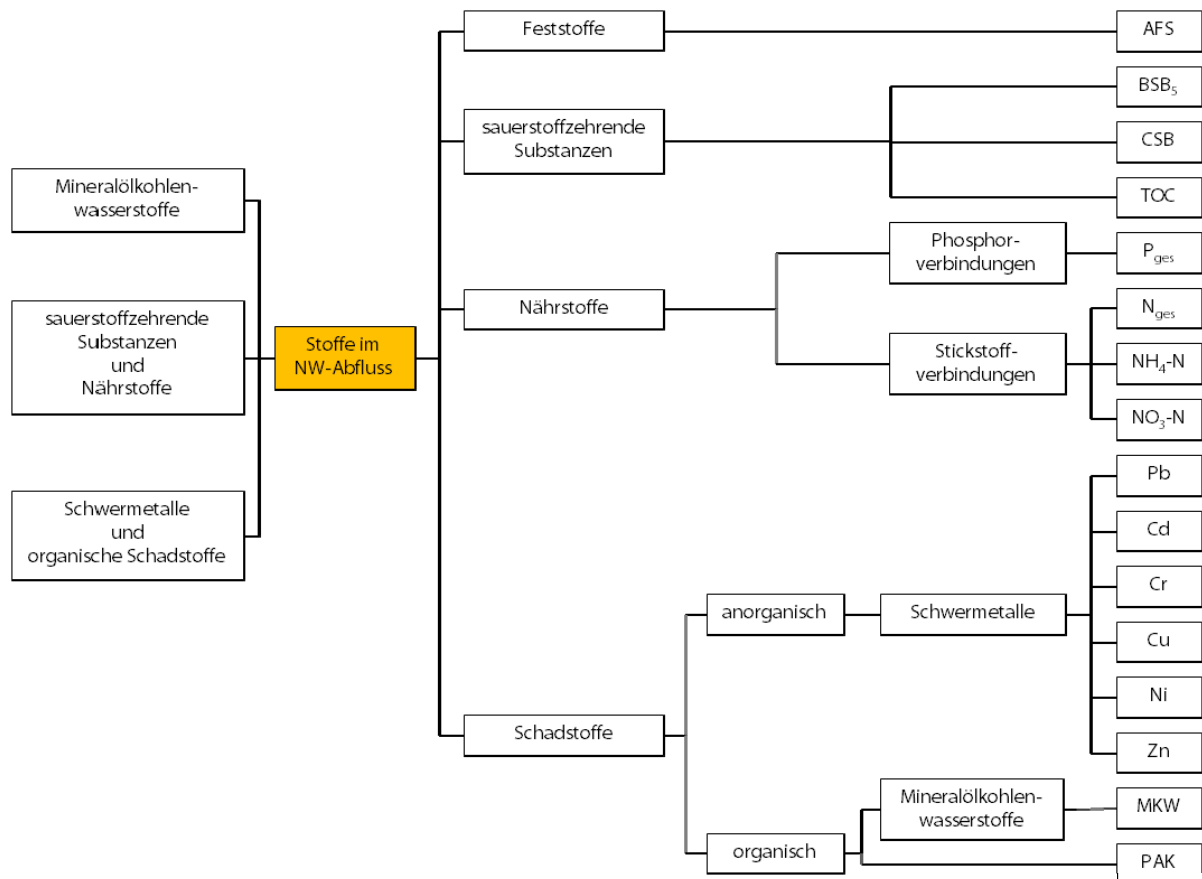 Feststoffe
AFS
BSB₅
sauerstoffzehrende
Substanzen
CSB
TOC
Mineralölkohlen-
wasserstoffe
Phosphor-
verbindungen
P_ges
sauerstoffzehrende
Substanzen
und
Nährstoffe
Stoffe im
NW-Abfluss
Nährstoffe
N_ges
Stickstoff-
verbindungen
NH₄-N
NO₃-N
Schwermetalle
und
organische Schadstoffe
Pb
Cd
Cr
anorganisch
Schwermetalle
Cu
Ni
Schadstoffe
Zn
Mineralölkohlen-
wasserstoffe
MKW
organisch
PAK